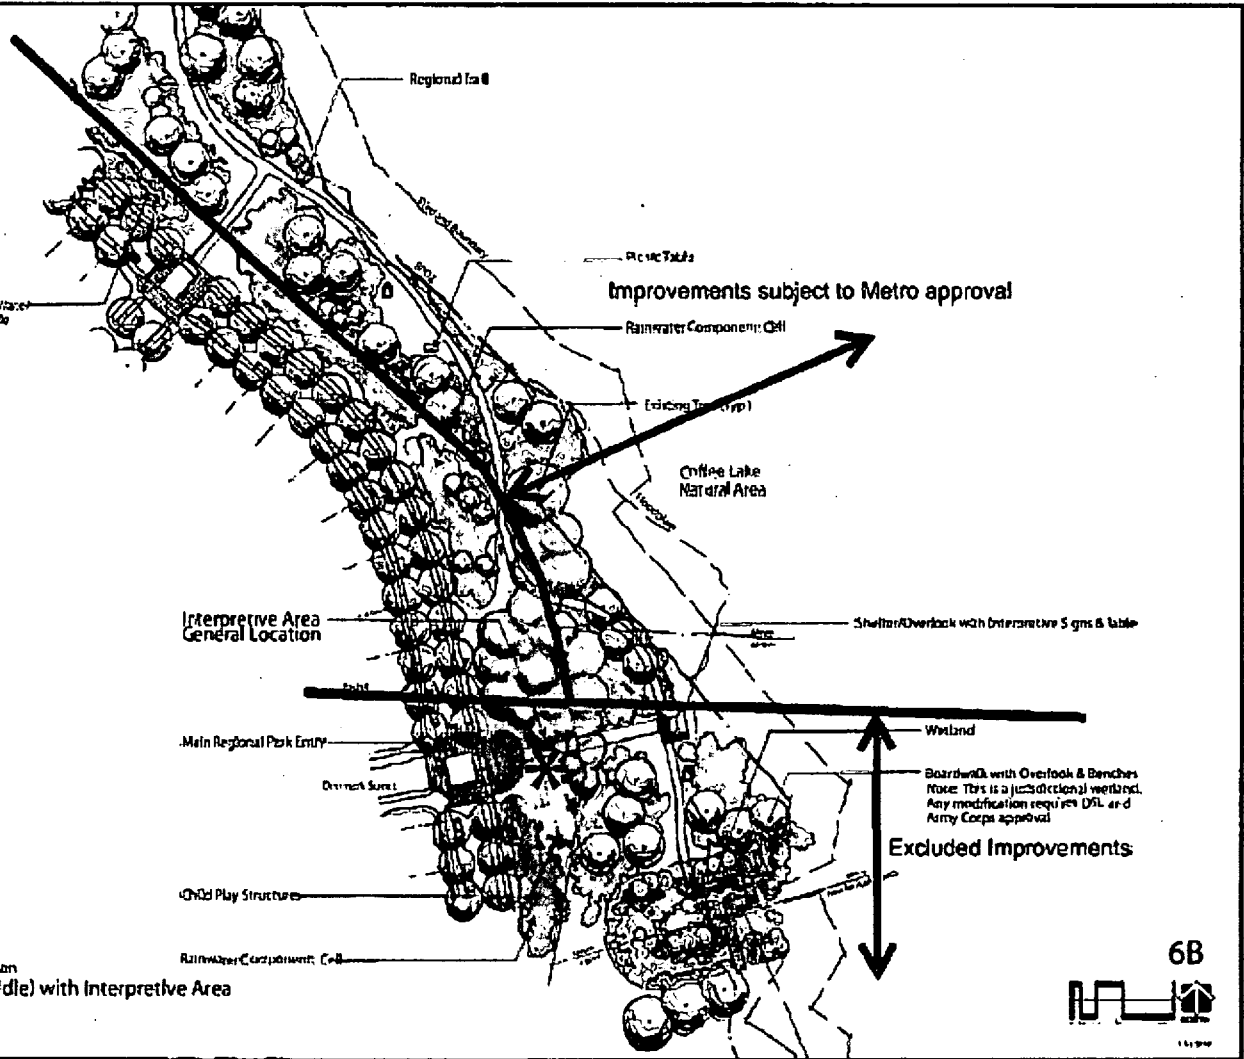 Regional Trail
Picnic Table
Improvements subject to Metro approval
Rainwater Component: Cell
Existing Tree (Typ.)
Coffee Lake
Natural Area
Floodplain
Interpretive Area
General Location
Shelter/Overlook with Interpretive Signs & Table
Main Regional Park Entry
Wetland
Boardwalk with Overlook & Benches
Note: This is a jurisdictional wetland.
Any modification requires DSL and
Army Corps approval
Excluded Improvements
Child Play Structures
Rainwater Component: Cell
6B
dle) with Interpretive Area